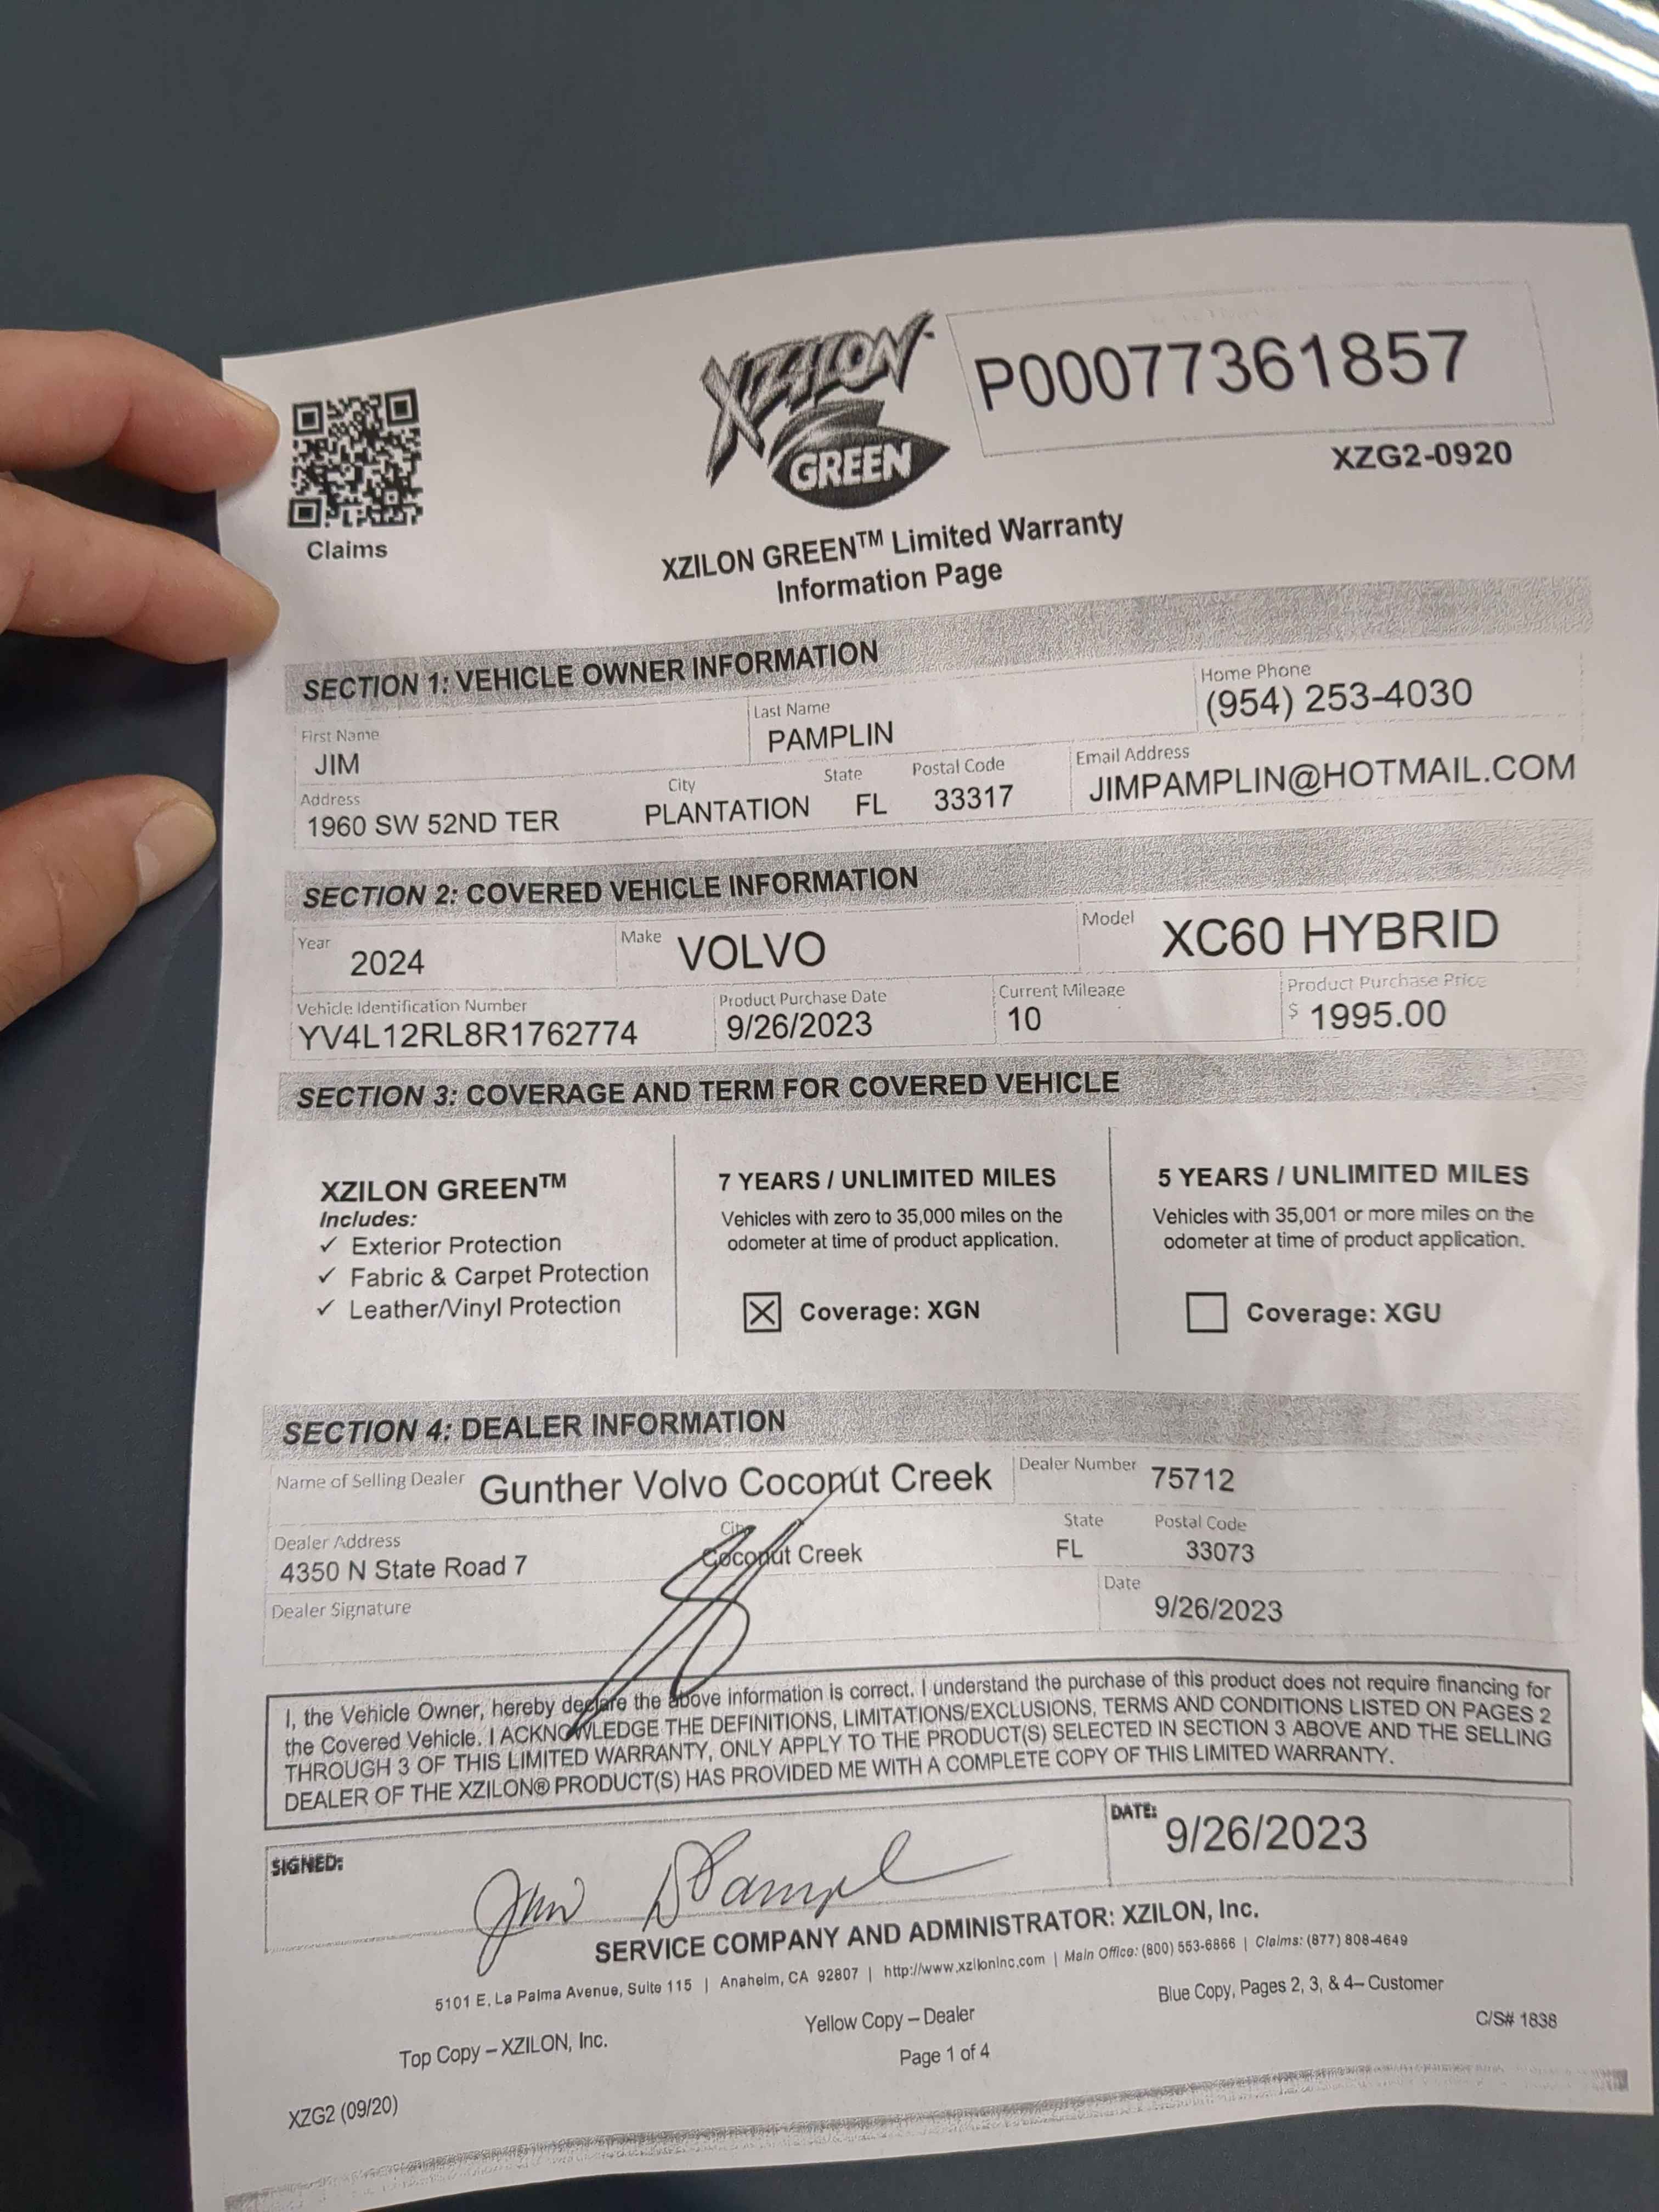 XZILON
GREEN
P00077361857
XZG2-0920
Claims
XZILON GREEN™ Limited Warranty
Information Page
SECTION 1: VEHICLE OWNER INFORMATION
First Name
JIM
Last Name
PAMPLIN
Home Phone
(954) 253-4030
Address
1960 SW 52ND TER
City
PLANTATION
State
FL
Postal Code
33317
Email Address
JIMPAMPLIN@HOTMAIL.COM
SECTION 2: COVERED VEHICLE INFORMATION
Year 2024
Make VOLVO
Model XC60 HYBRID
Vehicle Identification Number
YV4L12RL8R1762774
Product Purchase Date
9/26/2023
Current Mileage
10
Product Purchase Price
$ 1995.00
SECTION 3: COVERAGE AND TERM FOR COVERED VEHICLE
XZILON GREEN™
Includes:
✓ Exterior Protection
✓ Fabric & Carpet Protection
✓ Leather/Vinyl Protection
7 YEARS / UNLIMITED MILES
Vehicles with zero to 35,000 miles on the
odometer at time of product application.
☒ Coverage: XGN
5 YEARS / UNLIMITED MILES
Vehicles with 35,001 or more miles on the
odometer at time of product application.
☐ Coverage: XGU
SECTION 4: DEALER INFORMATION
Name of Selling Dealer Gunther Volvo Coconut Creek
Dealer Number 75712
Dealer Address
4350 N State Road 7
City
Coconut Creek
State
FL
Postal Code
33073
Dealer Signature
Date
9/26/2023
I, the Vehicle Owner, hereby declare the above information is correct. I understand the purchase of this product does not require financing for
the Covered Vehicle. I ACKNOWLEDGE THE DEFINITIONS, LIMITATIONS/EXCLUSIONS, TERMS AND CONDITIONS LISTED ON PAGES 2
THROUGH 3 OF THIS LIMITED WARRANTY, ONLY APPLY TO THE PRODUCT(S) SELECTED IN SECTION 3 ABOVE AND THE SELLING
DEALER OF THE XZILON® PRODUCT(S) HAS PROVIDED ME WITH A COMPLETE COPY OF THIS LIMITED WARRANTY.
SIGNED:
DATE: 9/26/2023
SERVICE COMPANY AND ADMINISTRATOR: XZILON, Inc.
5101 E. La Palma Avenue, Suite 115 | Anaheim, CA 92807 | http://www.xziloninc.com | Main Office: (800) 553-6866 | Claims: (877) 808-4649
Top Copy – XZILON, Inc.
Yellow Copy – Dealer
Blue Copy, Pages 2, 3, & 4– Customer
Page 1 of 4
C/S# 1838
XZG2 (09/20)